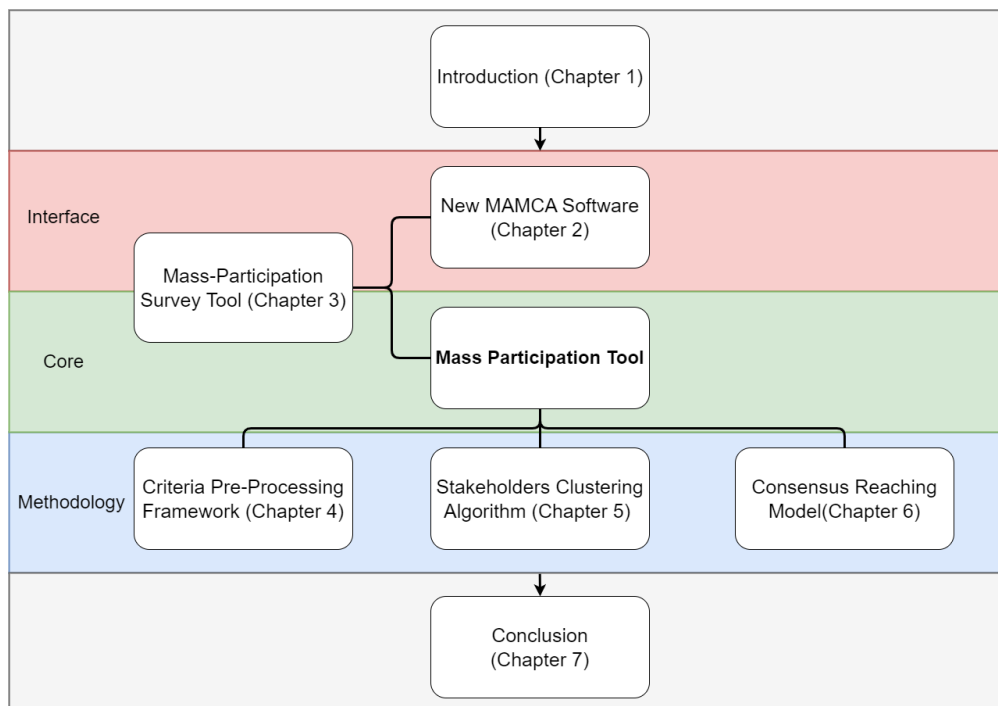 Introduction (Chapter 1)
Interface
New MAMCA Software
(Chapter 2)
Mass-Participation
Survey Tool (Chapter 3)
Core
Mass Participation Tool
Methodology
Criteria Pre-Processing
Framework (Chapter 4)
Stakeholders Clustering
Algorithm (Chapter 5)
Consensus Reaching
Model(Chapter 6)
Conclusion
(Chapter 7)